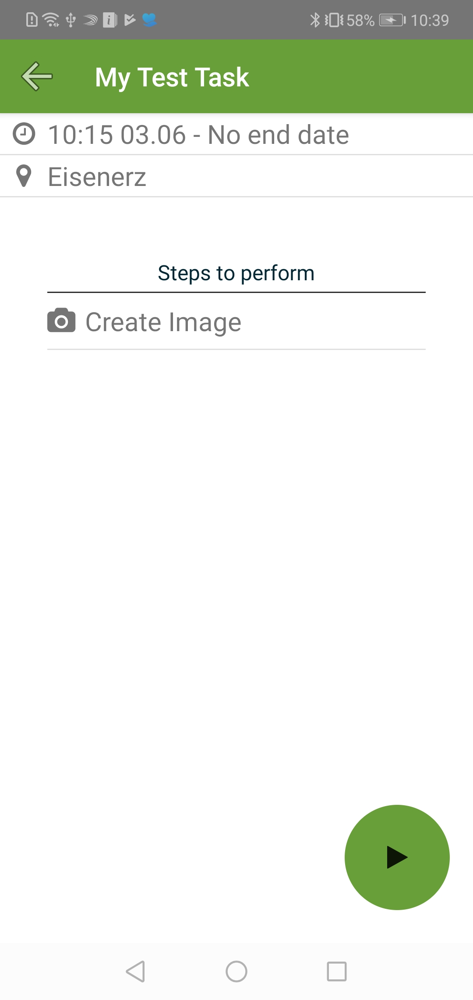 58% 10:39
My Test Task
10:15 03.06 - No end date
Eisenerz
Steps to perform
Create Image